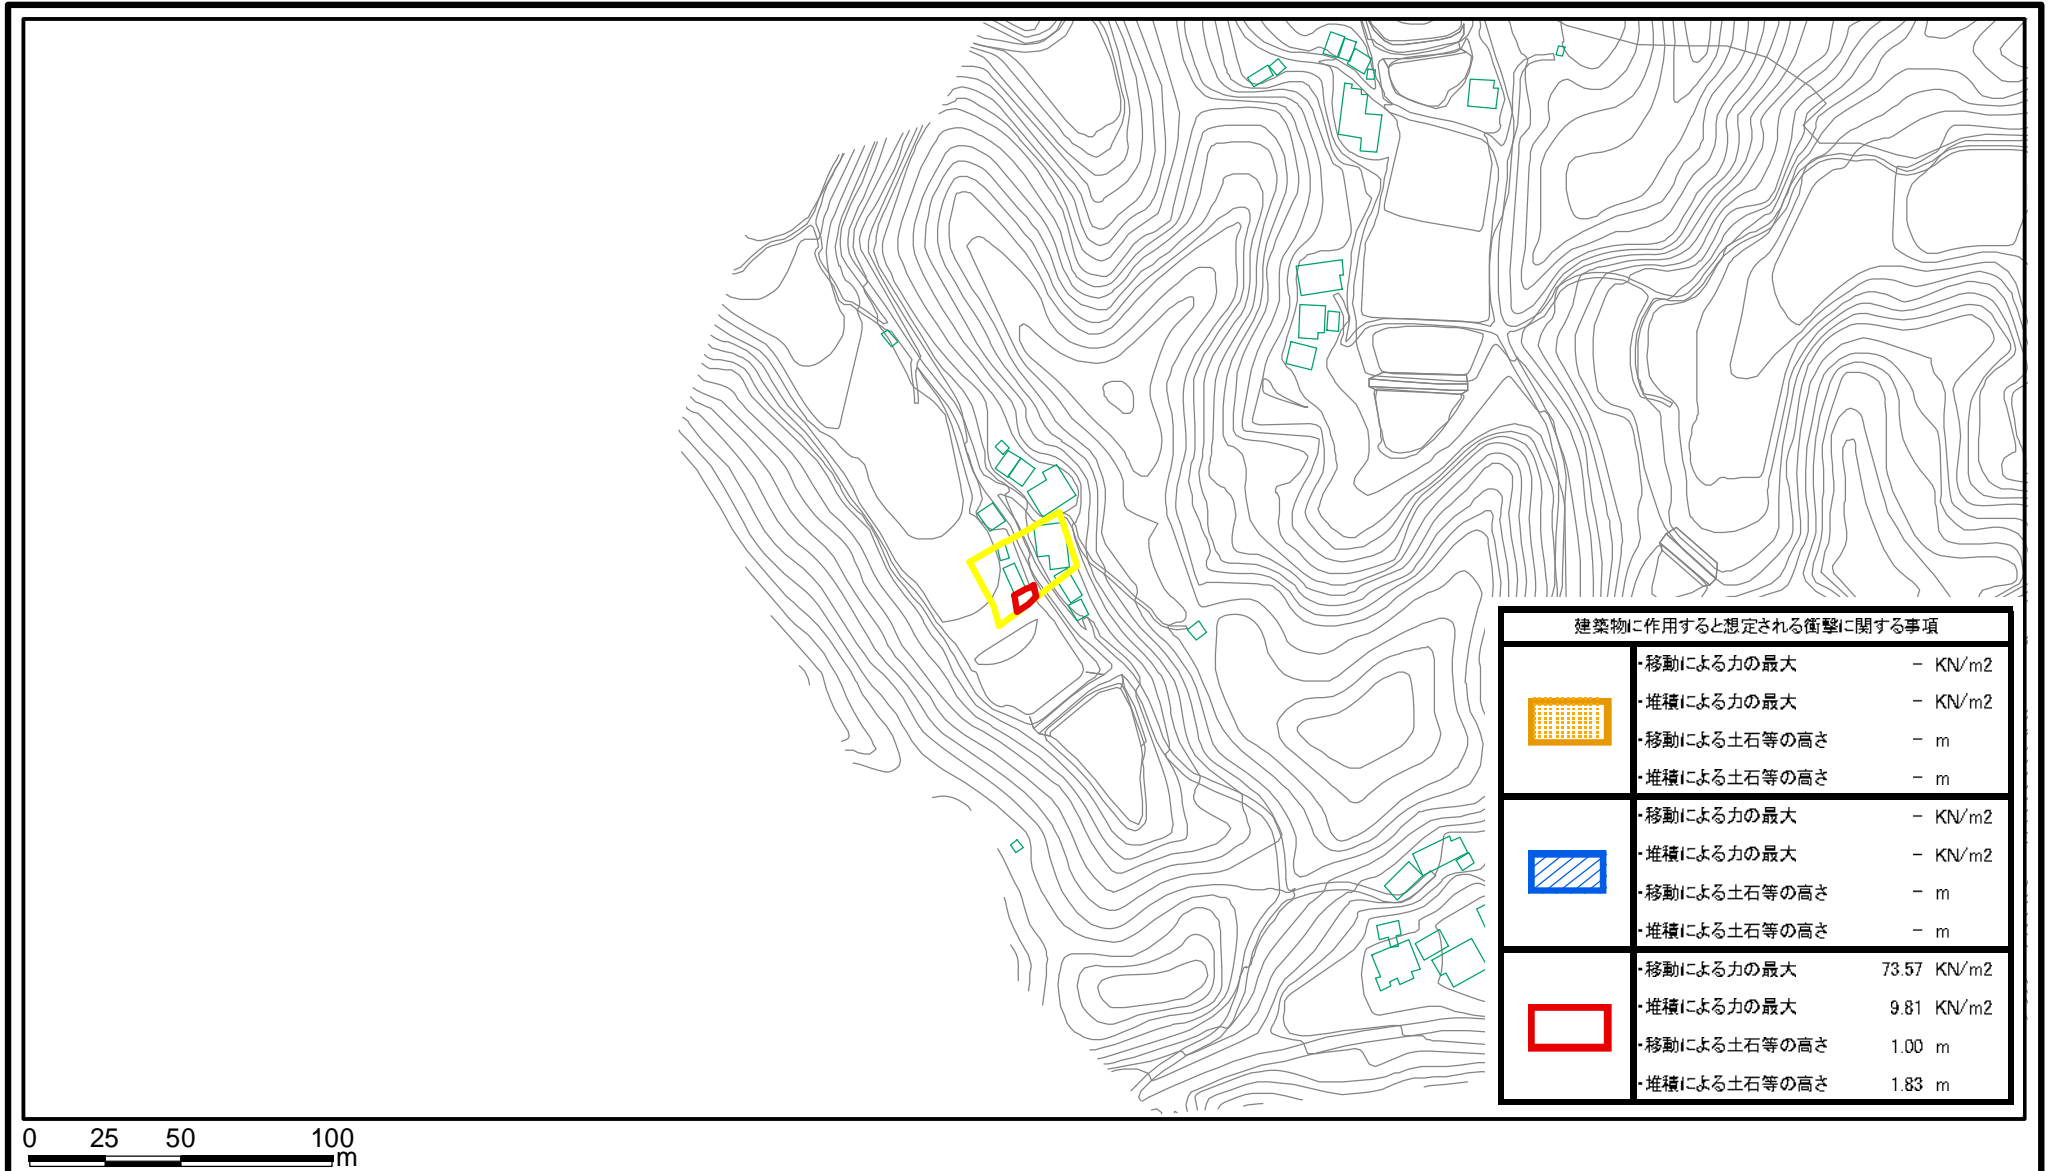 建築物に作用すると想定される衝撃に関する事項
・移動による力の最大 － KN/m2
・堆積による力の最大 － KN/m2
・移動による土石等の高さ － m
・堆積による土石等の高さ － m
・移動による力の最大 － KN/m2
・堆積による力の最大 － KN/m2
・移動による土石等の高さ － m
・堆積による土石等の高さ － m
・移動による力の最大 73.57 KN/m2
・堆積による力の最大 9.81 KN/m2
・移動による土石等の高さ 1.00 m
・堆積による土石等の高さ 1.83 m
0 25 50 100
m